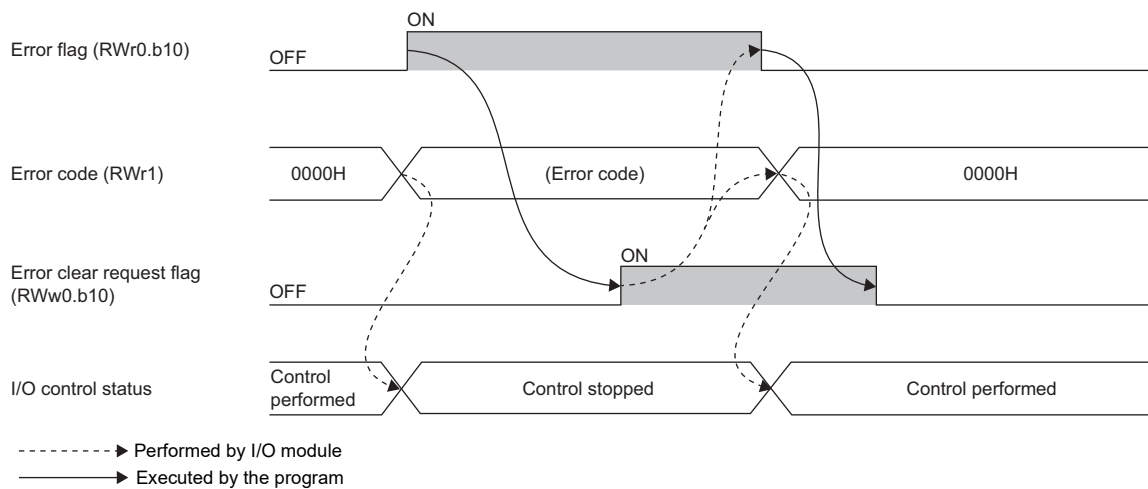 ON
Error flag (RWr0.b10)
OFF
Error code (RWr1)
0000H
(Error code)
0000H
ON
Error clear request flag
(RWw0.b10)
OFF
I/O control status
Control
performed
Control stopped
Control performed
Performed by I/O module
Executed by the program